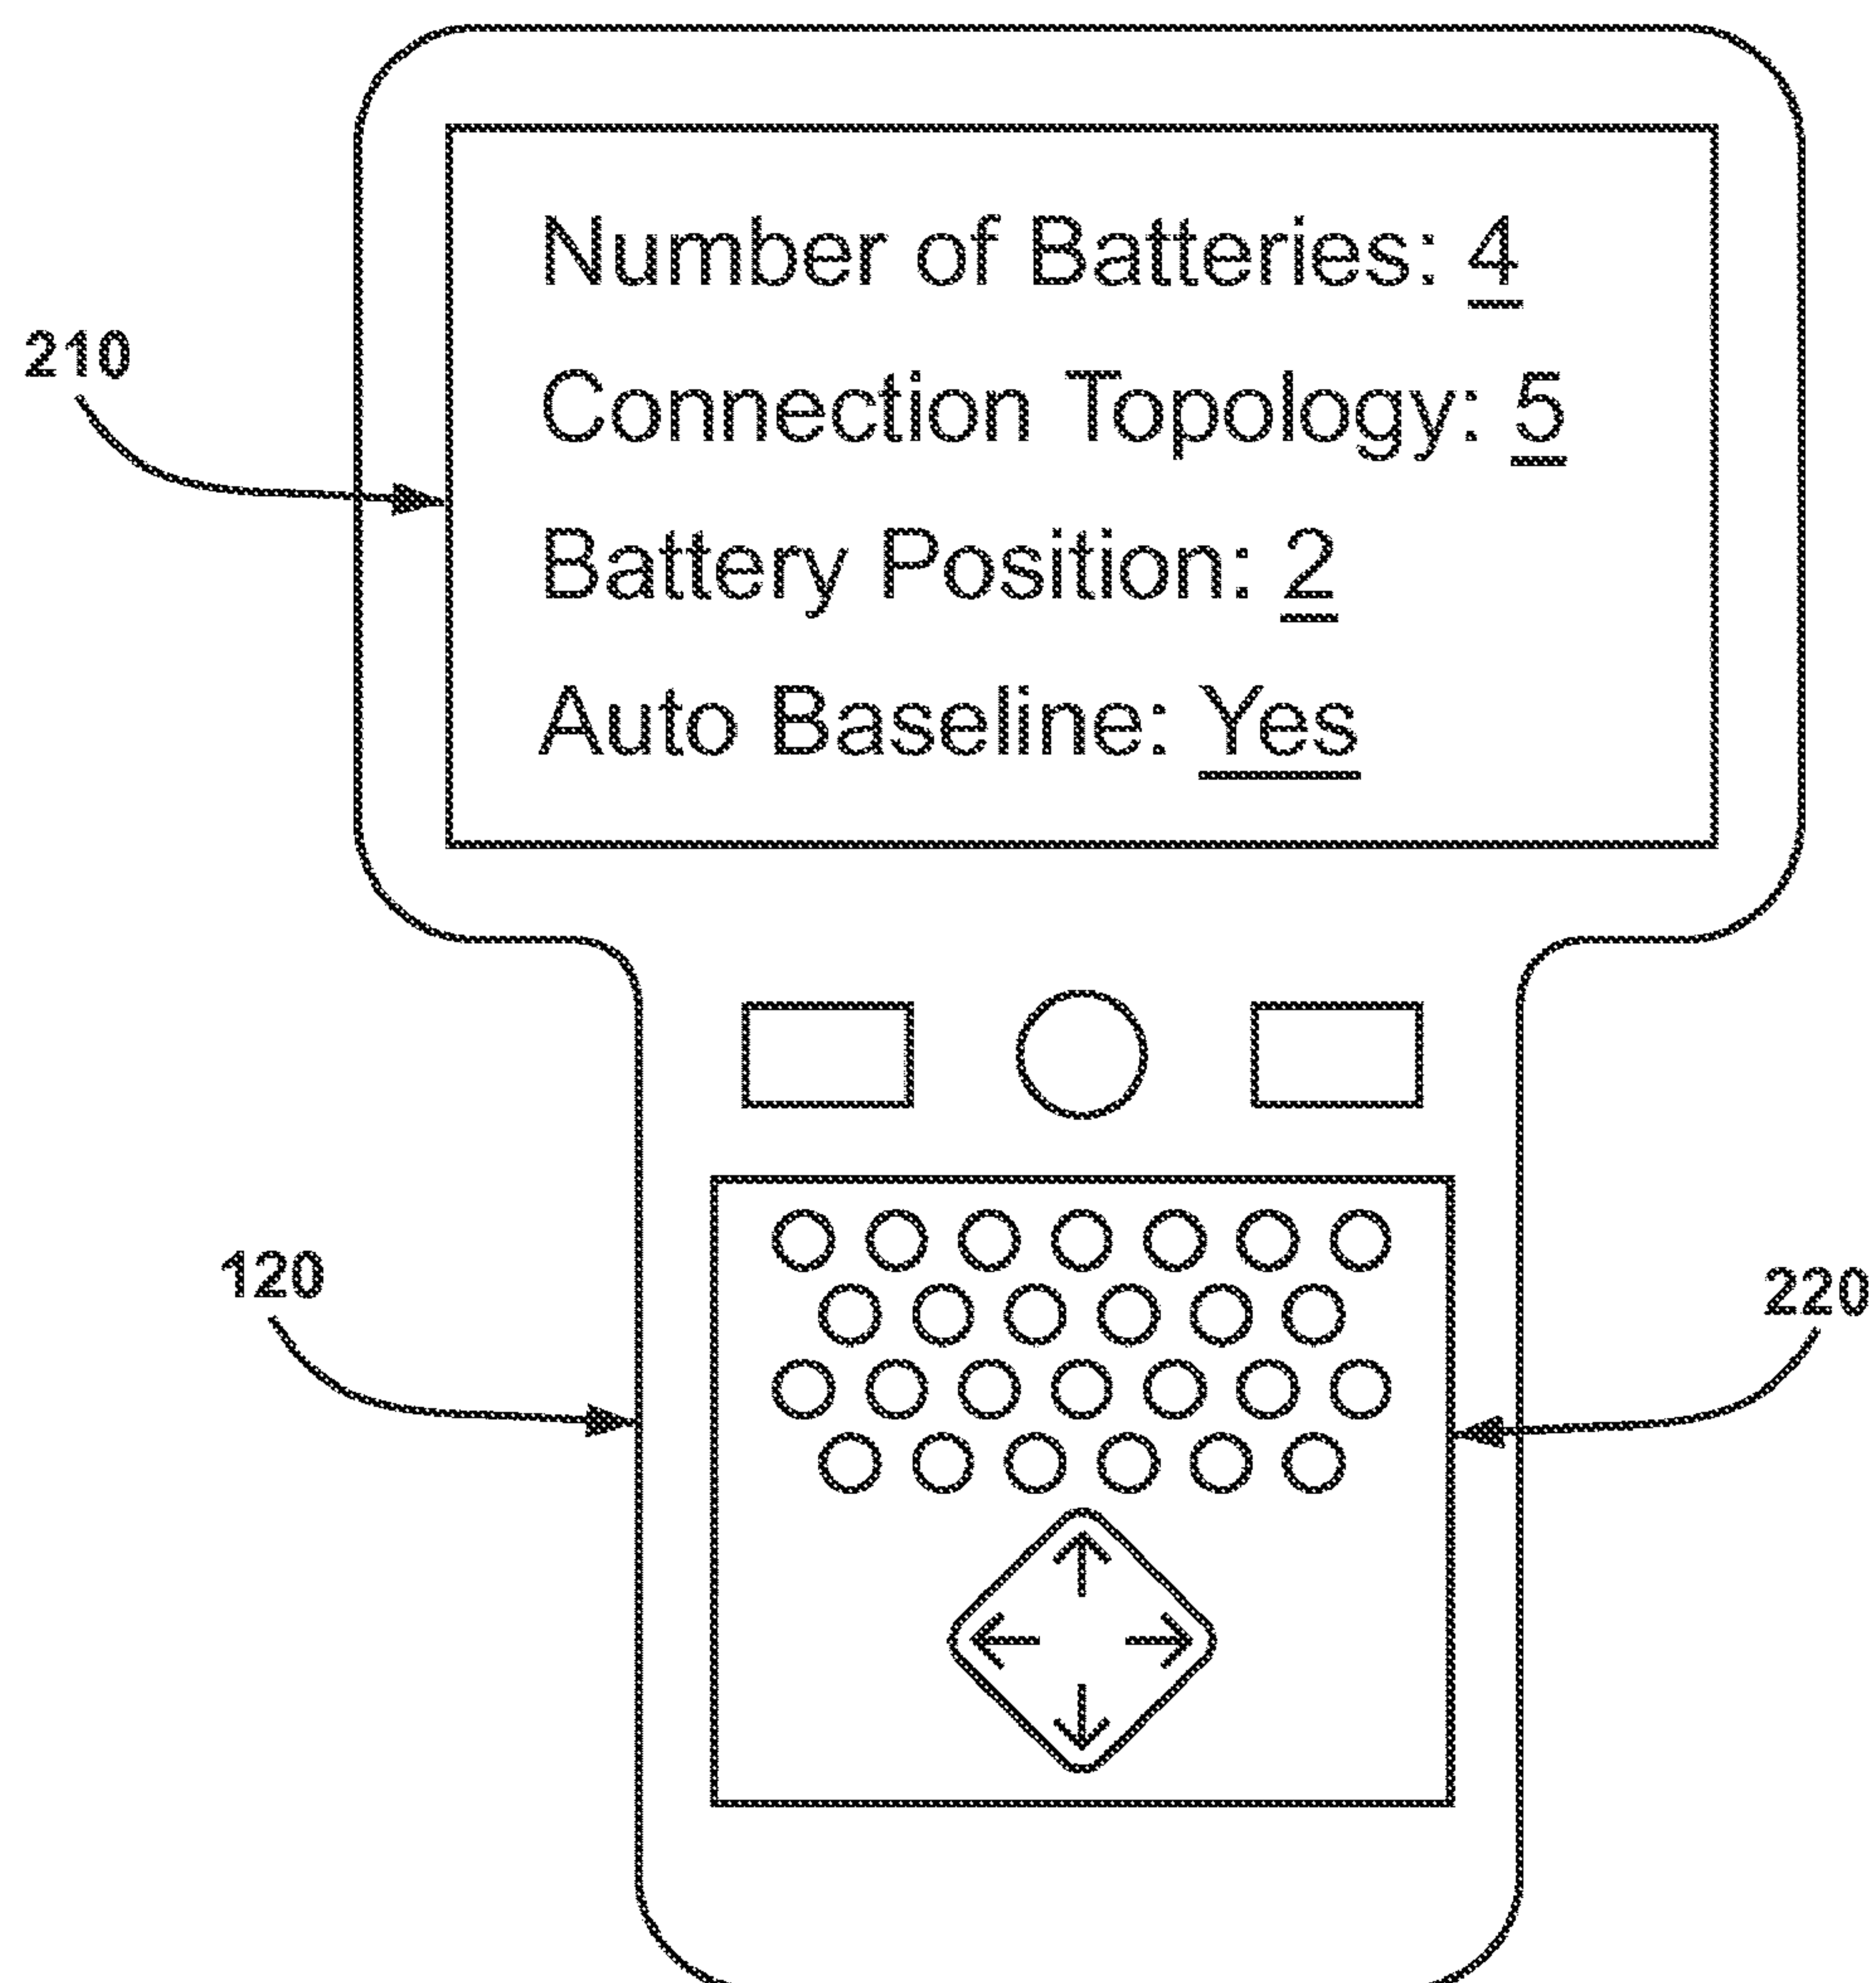 Number of Batteries: 4
210
Connection Topology: 5
Battery Position: 2
Auto Baseline: Yes
120
220